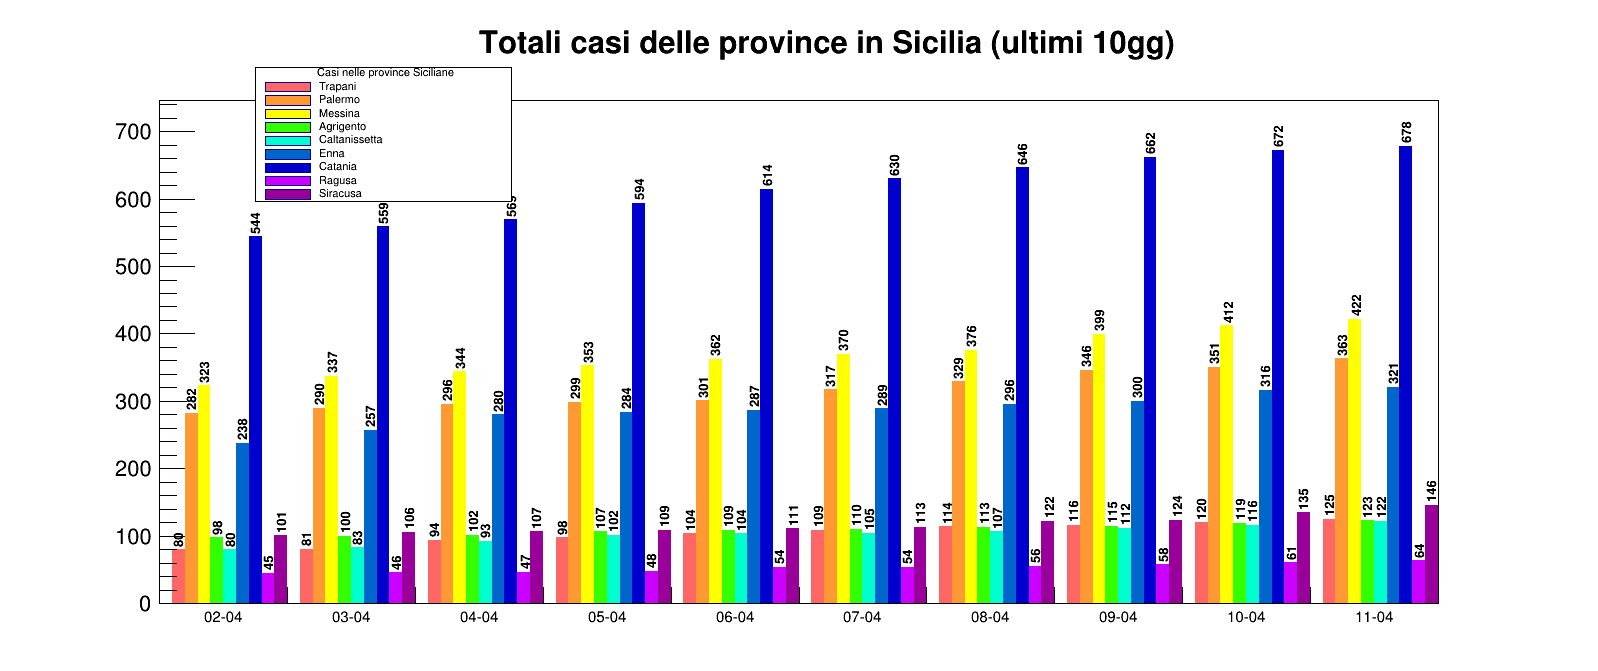 Totali casi delle province in Sicilia (ultimi 10gg)
Casi nelle province Siciliane
Trapani
Palermo
Messina
Agrigento
Caltanissetta
Enna
Catania
Ragusa
Siracusa
700
600
500
400
300
200
100
0
80 282 323 98 80 238 544 45 101
81 290 337 100 83 257 559 46 106
94 296 344 102 93 280 569 47 107
98 299 353 107 102 284 594 48 109
104 301 362 109 104 287 614 54 111
109 317 370 110 105 289 630 54 113
114 329 376 113 107 296 646 56 122
116 346 399 115 112 300 662 58 124
120 351 412 119 116 316 672 61 135
125 363 422 123 122 321 678 64 146
02-04 03-04 04-04 05-04 06-04 07-04 08-04 09-04 10-04 11-04